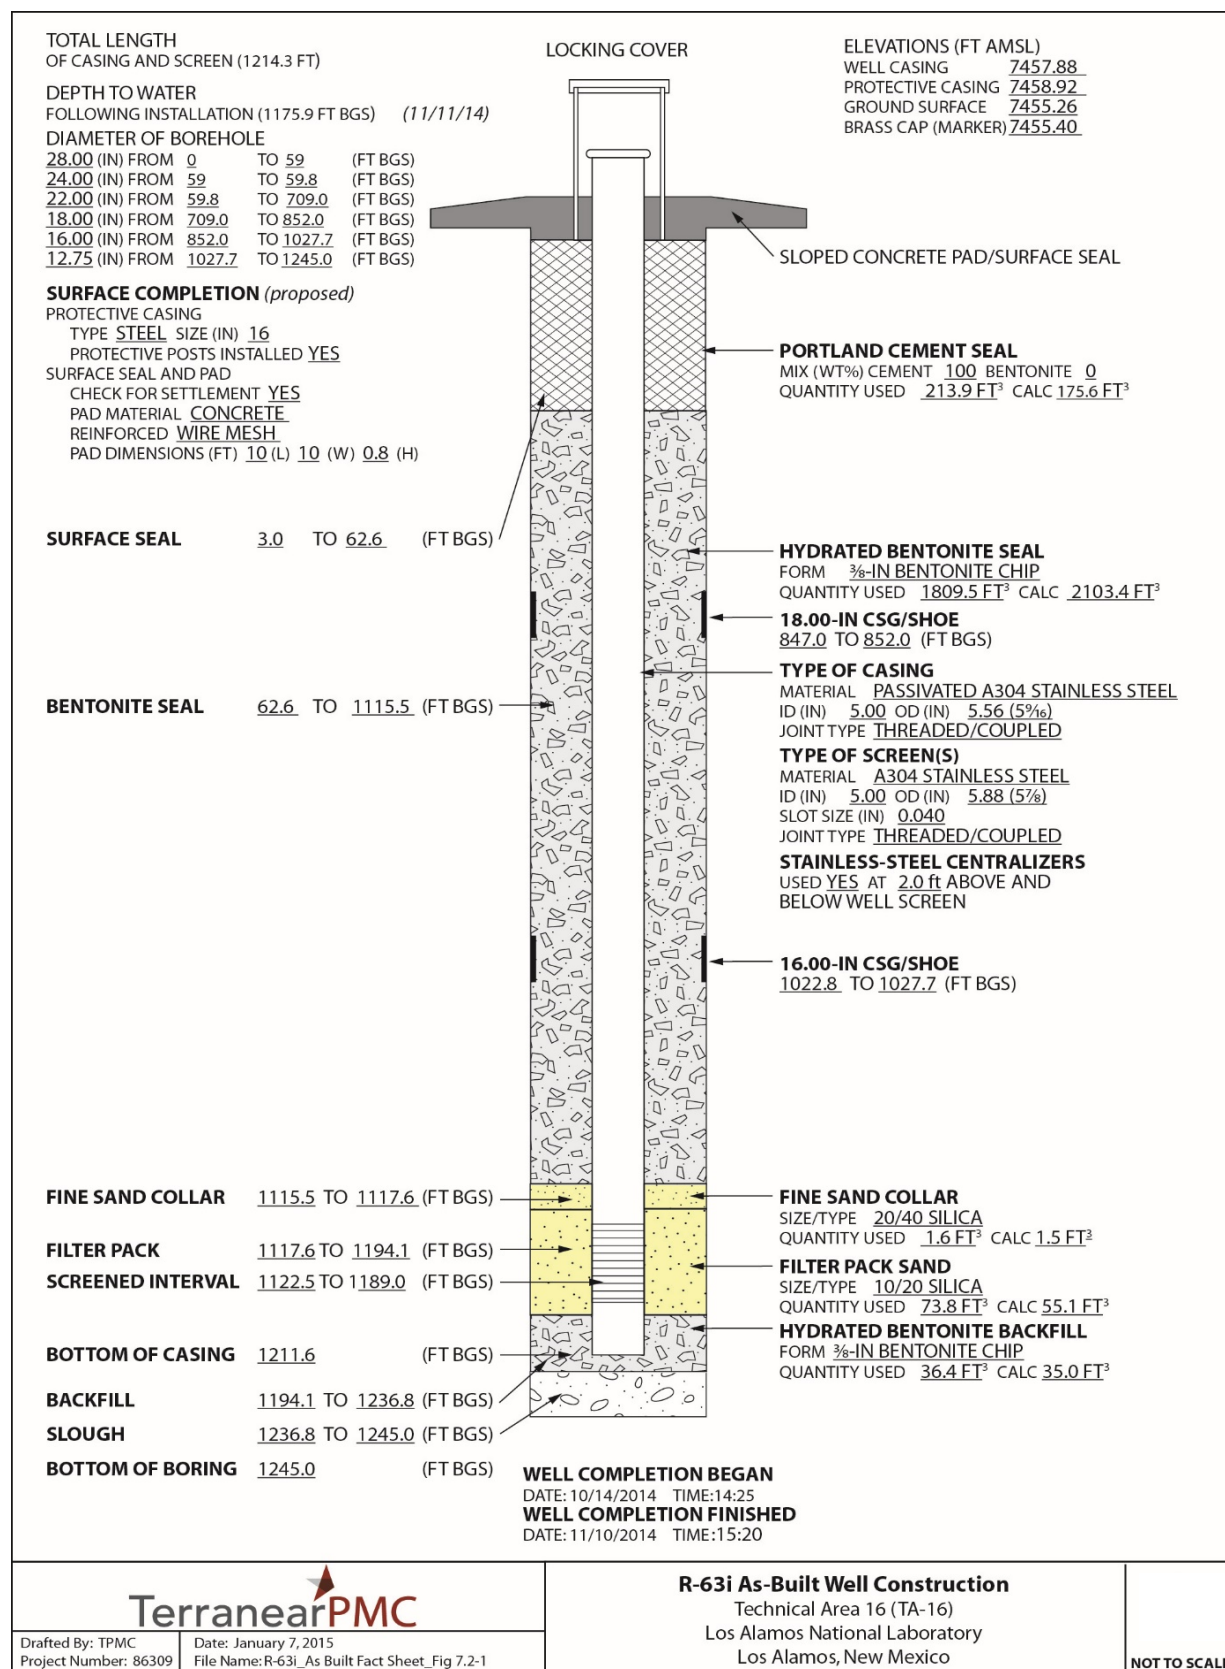 TOTAL LENGTH
OF CASING AND SCREEN (1214.3 FT)
DEPTH TO WATER
FOLLOWING INSTALLATION (1175.9 FT BGS) (11/11/14)
DIAMETER OF BOREHOLE
28.00 (IN) FROM 0 TO 59 (FT BGS)
24.00 (IN) FROM 59 TO 59.8 (FT BGS)
22.00 (IN) FROM 59.8 TO 709.0 (FT BGS)
18.00 (IN) FROM 709.0 TO 852.0 (FT BGS)
16.00 (IN) FROM 852.0 TO 1027.7 (FT BGS)
12.75 (IN) FROM 1027.7 TO 1245.0 (FT BGS)
SURFACE COMPLETION (proposed)
PROTECTIVE CASING
TYPE STEEL SIZE (IN) 16
PROTECTIVE POSTS INSTALLED YES
SURFACE SEAL AND PAD
CHECK FOR SETTLEMENT YES
PAD MATERIAL CONCRETE
REINFORCED WIRE MESH
PAD DIMENSIONS (FT) 10 (L) 10 (W) 0.8 (H)
SURFACE SEAL 3.0 TO 62.6 (FT BGS)
BENTONITE SEAL 62.6 TO 1115.5 (FT BGS)
FINE SAND COLLAR 1115.5 TO 1117.6 (FT BGS)
FILTER PACK 1117.6 TO 1194.1 (FT BGS)
SCREENED INTERVAL 1122.5 TO 1189.0 (FT BGS)
BOTTOM OF CASING 1211.6 (FT BGS)
BACKFILL 1194.1 TO 1236.8 (FT BGS)
SLOUGH 1236.8 TO 1245.0 (FT BGS)
BOTTOM OF BORING 1245.0 (FT BGS)
LOCKING COVER
ELEVATIONS (FT AMSL)
WELL CASING 7457.88
PROTECTIVE CASING 7458.92
GROUND SURFACE 7455.26
BRASS CAP (MARKER) 7455.40
SLOPED CONCRETE PAD/SURFACE SEAL
PORTLAND CEMENT SEAL
MIX (WT%) CEMENT 100 BENTONITE 0
QUANTITY USED 213.9 FT³ CALC 175.6 FT³
HYDRATED BENTONITE SEAL
FORM ⅜-IN BENTONITE CHIP
QUANTITY USED 1809.5 FT³ CALC 2103.4 FT³
18.00-IN CSG/SHOE
847.0 TO 852.0 (FT BGS)
TYPE OF CASING
MATERIAL PASSIVATED A304 STAINLESS STEEL
ID (IN) 5.00 OD (IN) 5.56 (5⁹⁄₁₆)
JOINT TYPE THREADED/COUPLED
TYPE OF SCREEN(S)
MATERIAL A304 STAINLESS STEEL
ID (IN) 5.00 OD (IN) 5.88 (5⅞)
SLOT SIZE (IN) 0.040
JOINT TYPE THREADED/COUPLED
STAINLESS-STEEL CENTRALIZERS
USED YES AT 2.0 ft ABOVE AND
BELOW WELL SCREEN
16.00-IN CSG/SHOE
1022.8 TO 1027.7 (FT BGS)
FINE SAND COLLAR
SIZE/TYPE 20/40 SILICA
QUANTITY USED 1.6 FT³ CALC 1.5 FT³
FILTER PACK SAND
SIZE/TYPE 10/20 SILICA
QUANTITY USED 73.8 FT³ CALC 55.1 FT³
HYDRATED BENTONITE BACKFILL
FORM ⅜-IN BENTONITE CHIP
QUANTITY USED 36.4 FT³ CALC 35.0 FT³
WELL COMPLETION BEGAN
DATE: 10/14/2014 TIME:14:25
WELL COMPLETION FINISHED
DATE: 11/10/2014 TIME:15:20
TerranearPMC
Drafted By: TPMC
Project Number: 86309
Date: January 7, 2015
File Name: R-63i_As Built Fact Sheet_Fig 7.2-1
R-63i As-Built Well Construction
Technical Area 16 (TA-16)
Los Alamos National Laboratory
Los Alamos, New Mexico
NOT TO SCALE